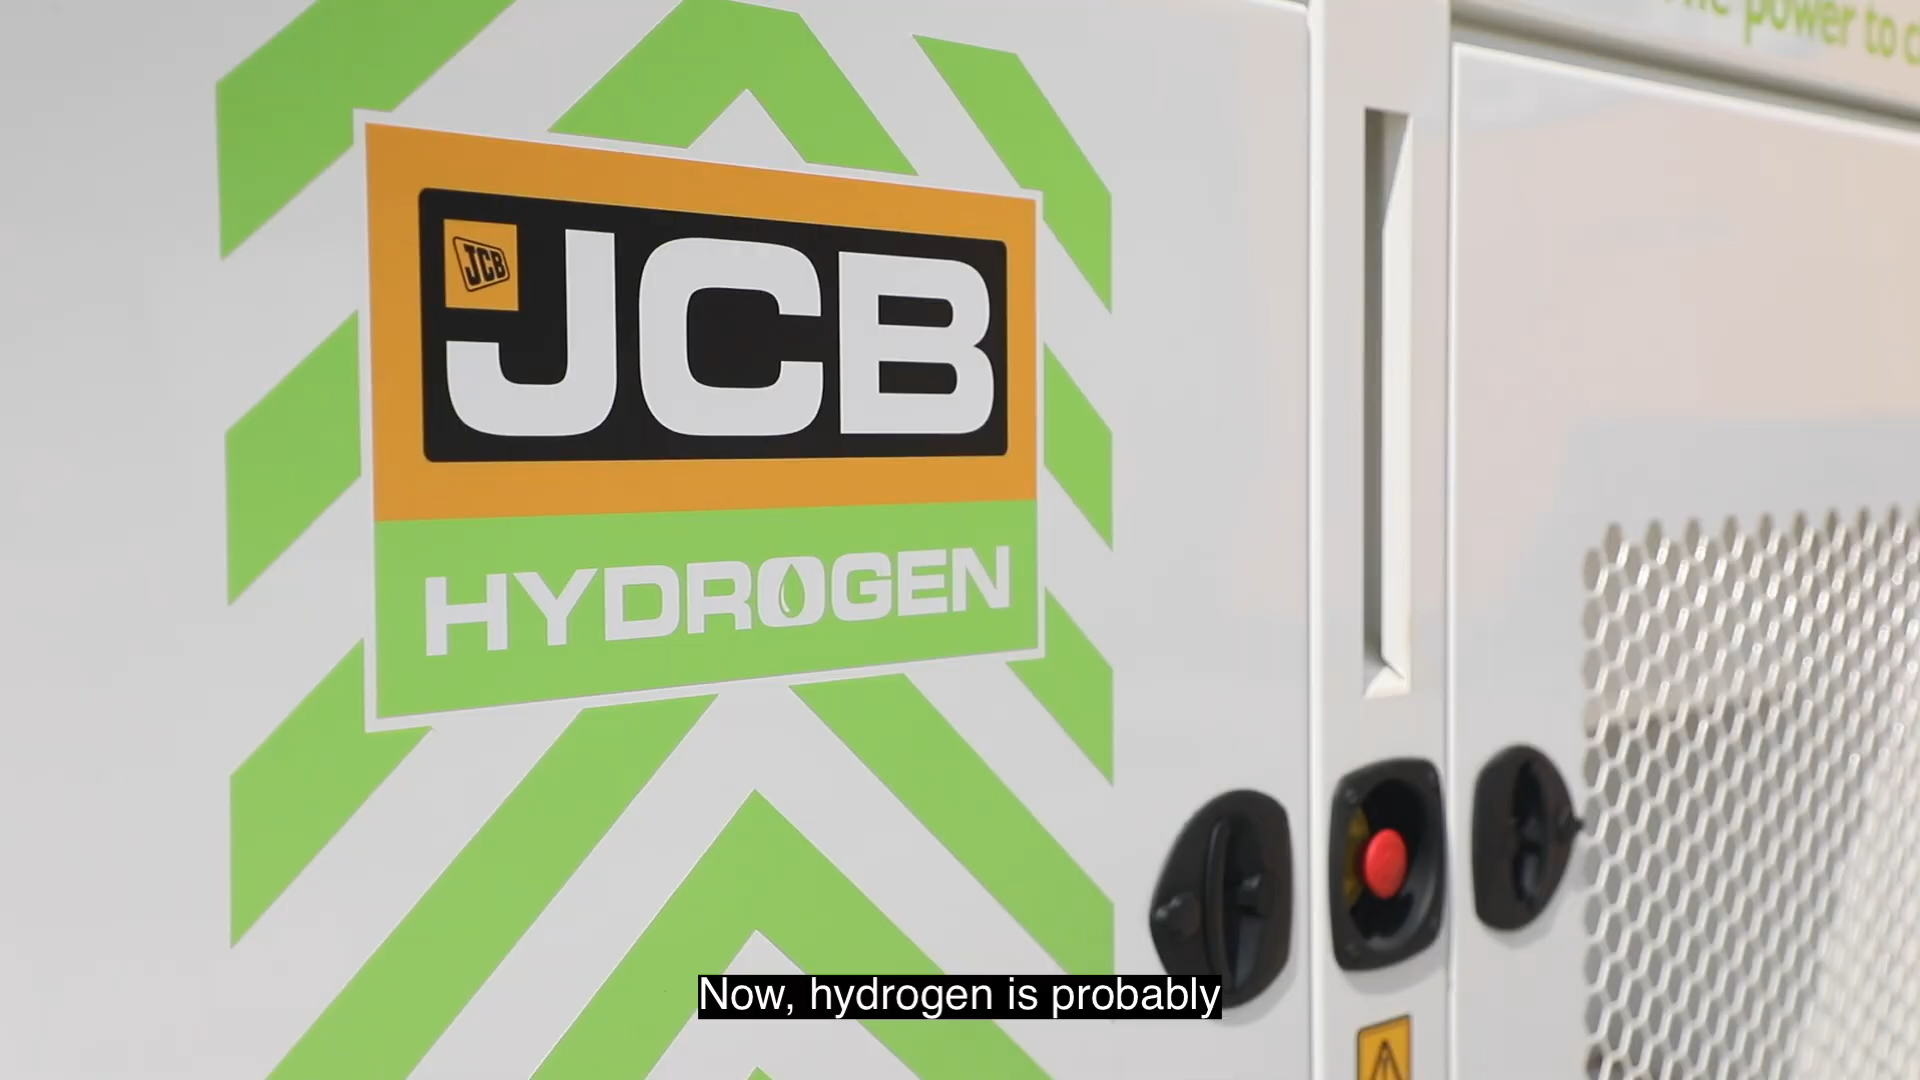 power to
JCB
JCB
HYDROGEN
Now, hydrogen is probably